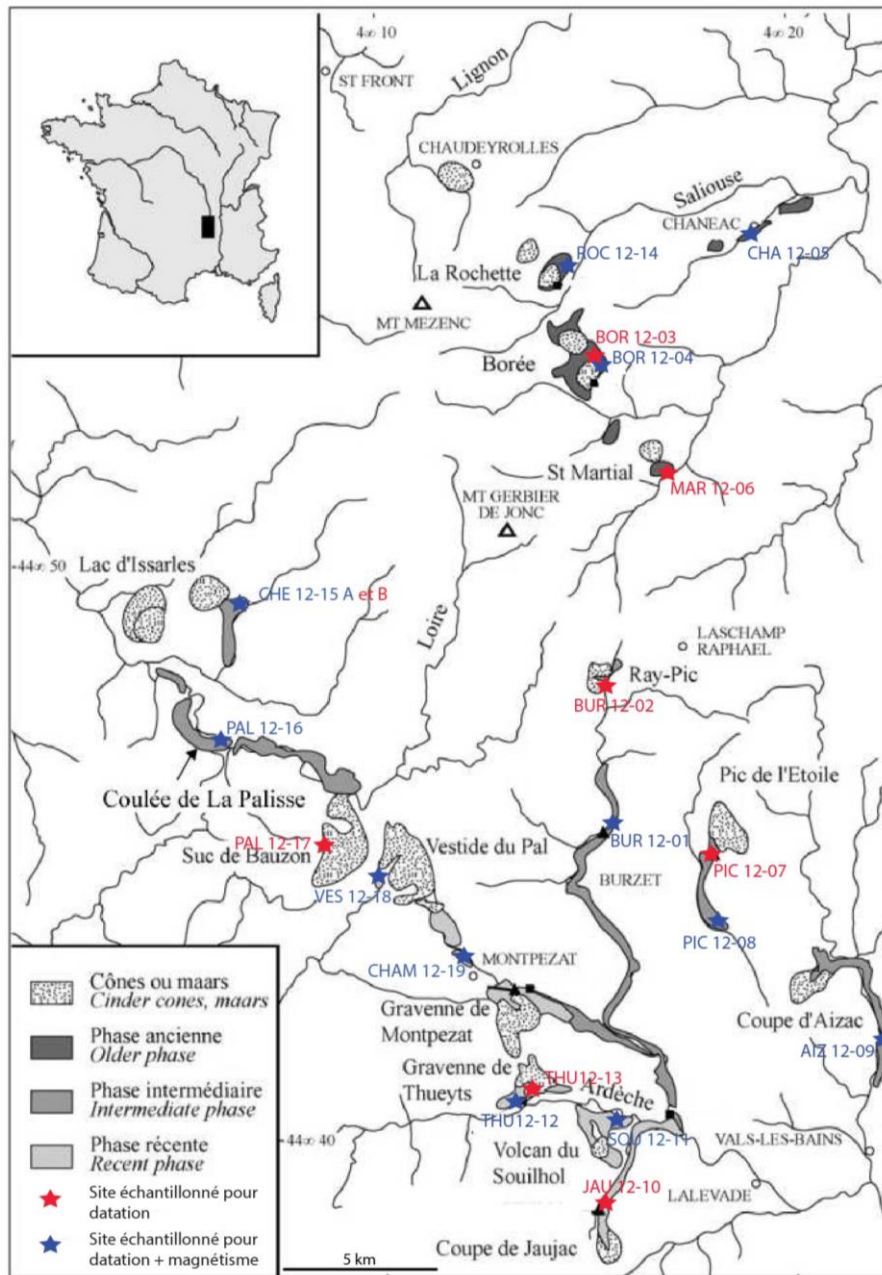 4∞ 10
4∞ 20
ST FRONT
Lignon
CHAUDEYROLLES
Saliouse
CHANEAC
ROC 12-14
CHA 12-05
La Rochette
MT MEZENC
BOR 12-03
BOR 12-04
Borée
St Martial
MAR 12-06
MT GERBIER
DE JONC
44∞ 50
Lac d'Issarles
CHE 12-15 A et B
Loire
LASCHAMP
RAPHAEL
Ray-Pic
BUR 12-02
PAL 12-16
Pic de l'Etoile
Coulée de La Palisse
BUR 12-01
PAL 12-17
Suc de Bauzon
Vestide du Pal
PIC 12-07
BURZET
VES 12-18
PIC 12-08
CHAM 12-19
MONTPEZAT
Gravenne de
Montpezat
Coupe d'Aizac
AIZ 12-09
Gravenne de
Thueyts
THU12-13
Ardèche
THU12-12
SOU 12-11
44∞ 40
Volcan du
Souilhol
VALS-LES-BAINS
JAU 12-10
LALEVADE
Coupe de Jaujac
5 km
Cônes ou maars
Cinder cones, maars
Phase ancienne
Older phase
Phase intermédiaire
Intermediate phase
Phase récente
Recent phase
Site échantillonné pour
datation
Site échantillonné pour
datation + magnétisme